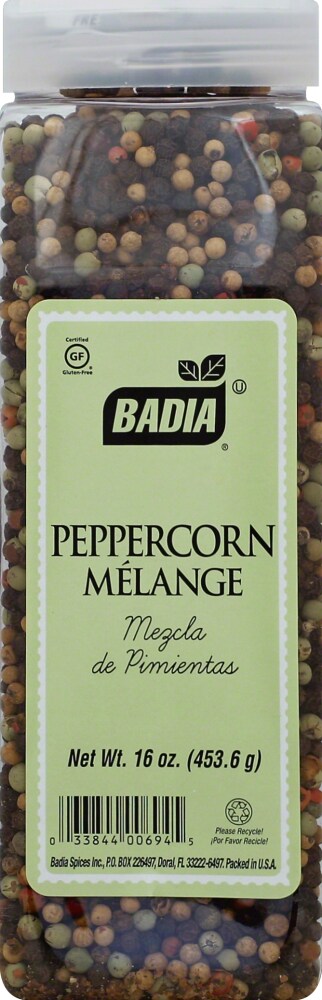 Certified
GF
Gluten-Free
BADIA
®
U
PEPPERCORN
MÉLANGE
Mezcla
de Pimientas
Net Wt. 16 oz. (453.6 g)
0 33844 00694 5
Please Recycle!
¡Por Favor Recicle!
Badia Spices Inc., P.O. BOX 226497, Doral, FL 33222-6497. Packed in U.S.A.